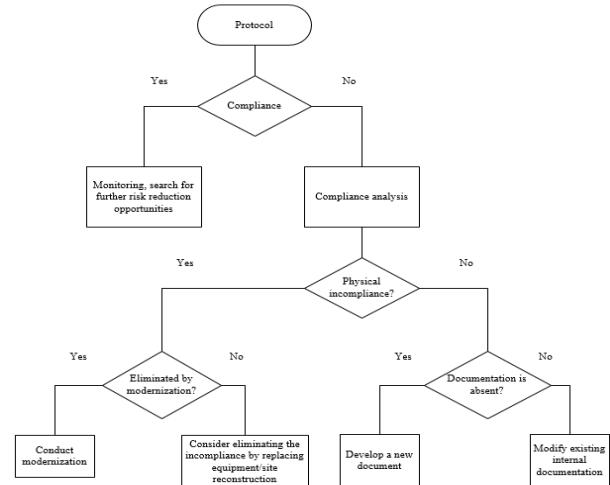 Protocol
Yes
No
Compliance
Monitoring, search for
further risk reduction
opportunities
Compliance analysis
Yes
No
Physical
incompliance?
Yes
No
Yes
No
Eliminated by
modernization?
Documentation is
absent?
Conduct
modernization
Consider eliminating the
incompliance by replacing
equipment/site
reconstruction
Develop a new
document
Modify existing
internal
documentation